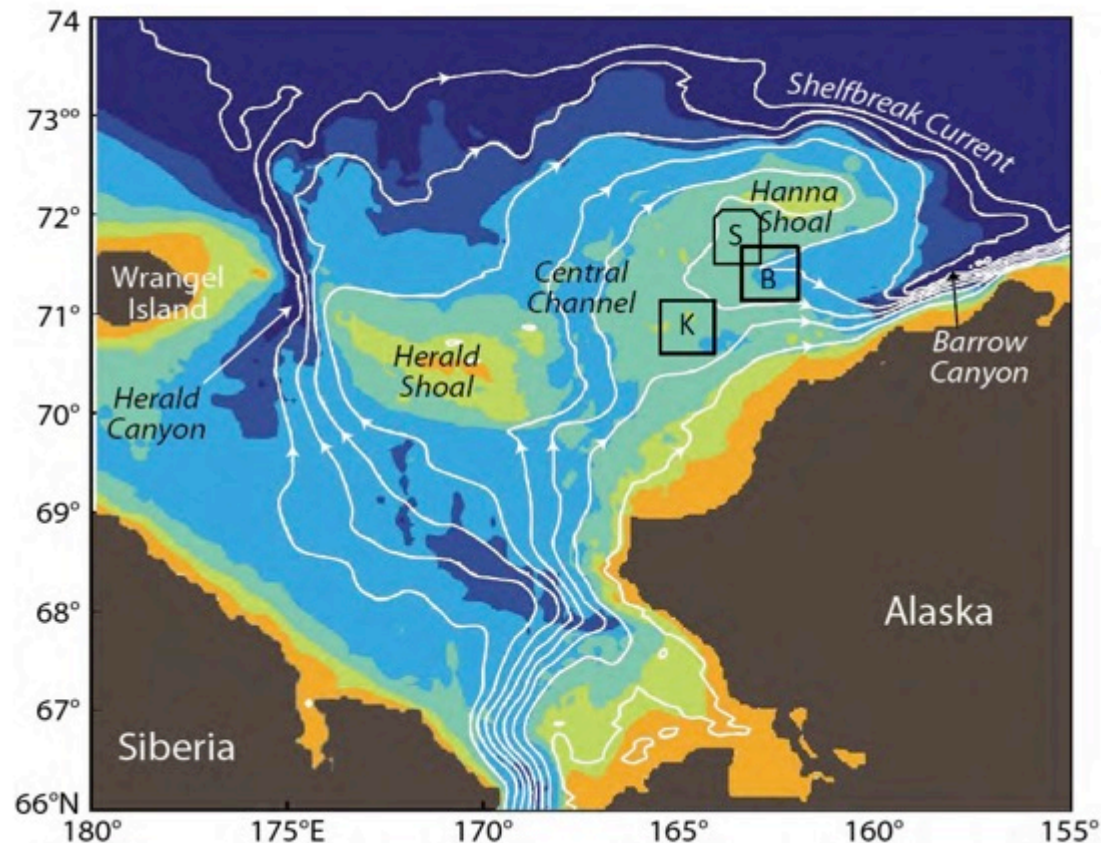 74
73°°
72°
71°
70°
69°
68°
67°
66°N
180°
175°E
170°
165°
160°
155°
Shelfbreak Current
Hanna
Shoal
S
B
K
Central
Channel
Wrangel
Island
Herald
Shoal
Herald
Canyon
Barrow
Canyon
Alaska
Siberia